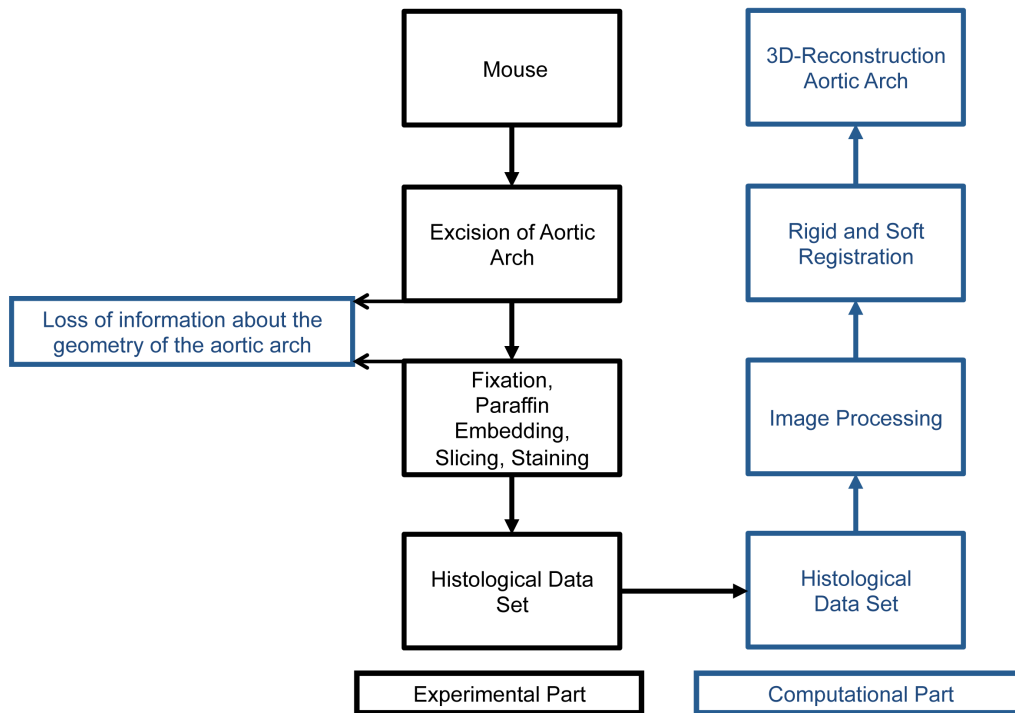 Mouse
Excision of Aortic
Arch
Loss of information about the
geometry of the aortic arch
Fixation,
Paraffin
Embedding,
Slicing, Staining
Histological Data
Set
Experimental Part
3D-Reconstruction
Aortic Arch
Rigid and Soft
Registration
Image Processing
Histological
Data Set
Computational Part